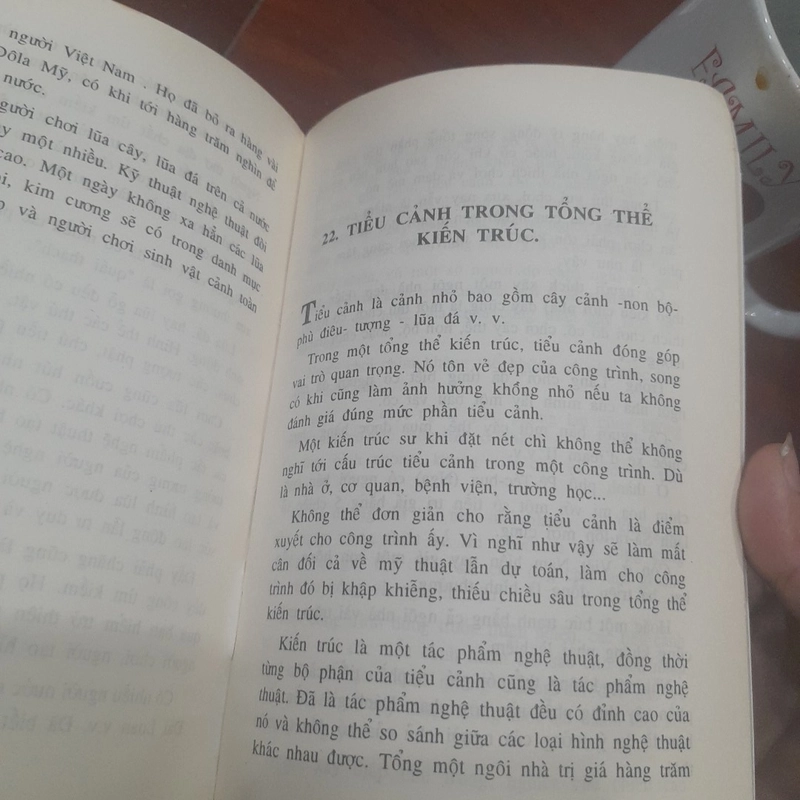 người Việt Nam . Họ đã bỏ ra hàng vài
Đôla Mỹ, có khi tới hàng trăm nghìn để
nước.
người chơi lũa cây, lũa đá trên cả nước
một nhiều. Kỹ thuật nghệ thuật đòi
cao. Một ngày không xa hẳn các lũa
kim cương sẽ có trong danh mục
và người chơi sinh vật cảnh toàn
22. TIỂU CẢNH TRONG TỔNG THỂ
KIẾN TRÚC.
Tiểu cảnh là cảnh nhỏ bao gồm cây cảnh -non bộ-
phù điêu- tượng - lũa đá v. v.
Trong một tổng thể kiến trúc, tiểu cảnh đóng góp
vai trò quan trọng. Nó tôn vẻ đẹp của công trình, song
có khi cũng làm ảnh hưởng khổng nhỏ nếu ta không
đánh giá đúng mức phần tiểu cảnh.
Một kiến trúc sư khi đặt nét chì không thể không
nghĩ tới cấu trúc tiểu cảnh trong một công trình. Dù
là nhà ở, cơ quan, bệnh viện, trường học...
Không thể đơn giản cho rằng tiểu cảnh là điểm
xuyết cho công trình ấy. Vì nghĩ như vậy sẽ làm mất
cân đối cả về mỹ thuật lẫn dự toán, làm cho công
trình đó bị khập khiễng, thiếu chiều sâu trong tổng thể
kiến trúc.
Kiến trúc là một tác phẩm nghệ thuật, đồng thời
từng bộ phận của tiểu cảnh cũng là tác phẩm nghệ
thuật. Đã là tác phẩm nghệ thuật đều có đỉnh cao của
nó và không thể so sánh giữa các loại hình nghệ thuật
khác nhau được. Tổng một ngôi nhà trị giá hàng trăm
FAMILY